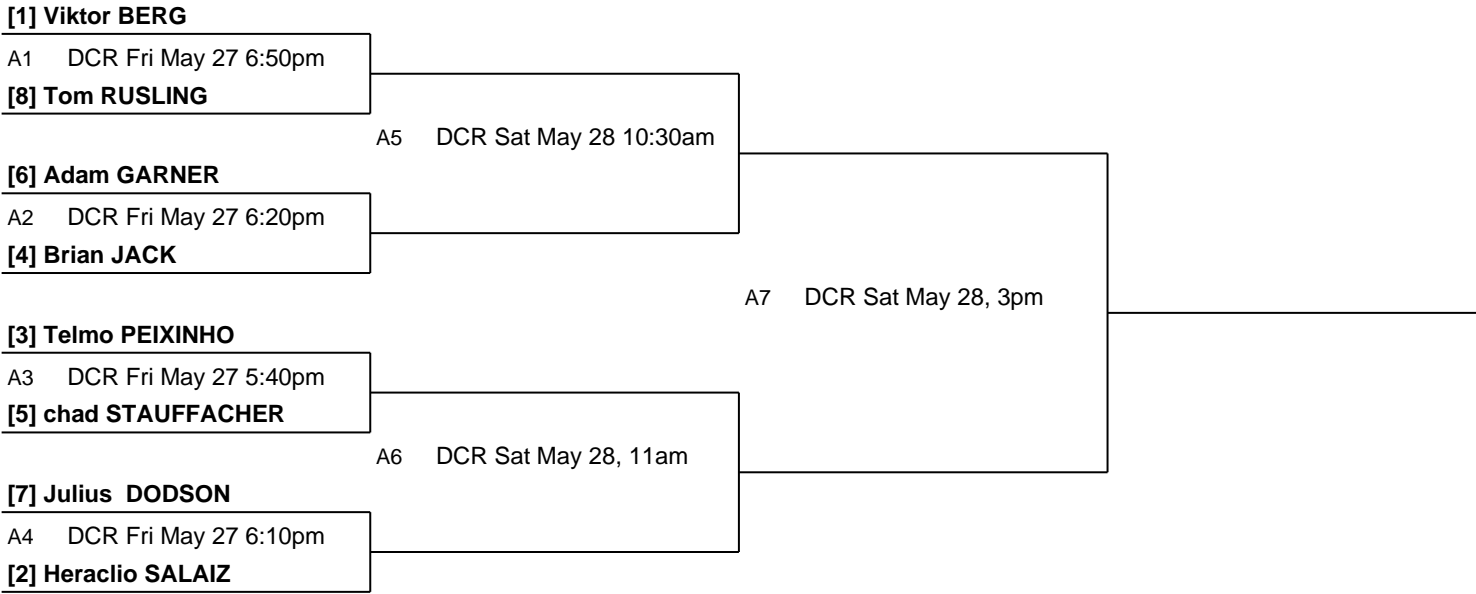 [1] Viktor BERG
A1 DCR Fri May 27 6:50pm
[8] Tom RUSLING
A5 DCR Sat May 28 10:30am
[6] Adam GARNER
A2 DCR Fri May 27 6:20pm
[4] Brian JACK
A7 DCR Sat May 28, 3pm
[3] Telmo PEIXINHO
A3 DCR Fri May 27 5:40pm
[5] chad STAUFFACHER
A6 DCR Sat May 28, 11am
[7] Julius DODSON
A4 DCR Fri May 27 6:10pm
[2] Heraclio SALAIZ